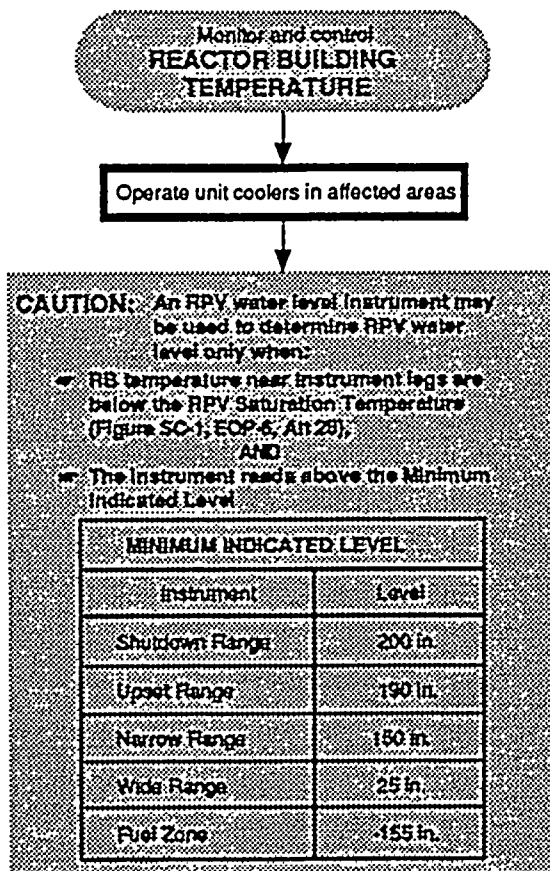 Monitor and control
REACTOR BUILDING
TEMPERATURE
Operate unit coolers in affected areas
CAUTION: An RPV water level instrument may
be used to determine RPV water
level only when:
☞ RB temperature near instrument legs are
below the RPV Saturation Temperature
(Figure SC-1, EOP-6, Att 28),
AND
☞ The instrument reads above the Minimum
Indicated Level
MINIMUM INDICATED LEVEL
Instrument Level
Shutdown Range 200 in.
Upset Range 190 in.
Narrow Range 150 in.
Wide Range 25 in.
Fuel Zone -155 in.